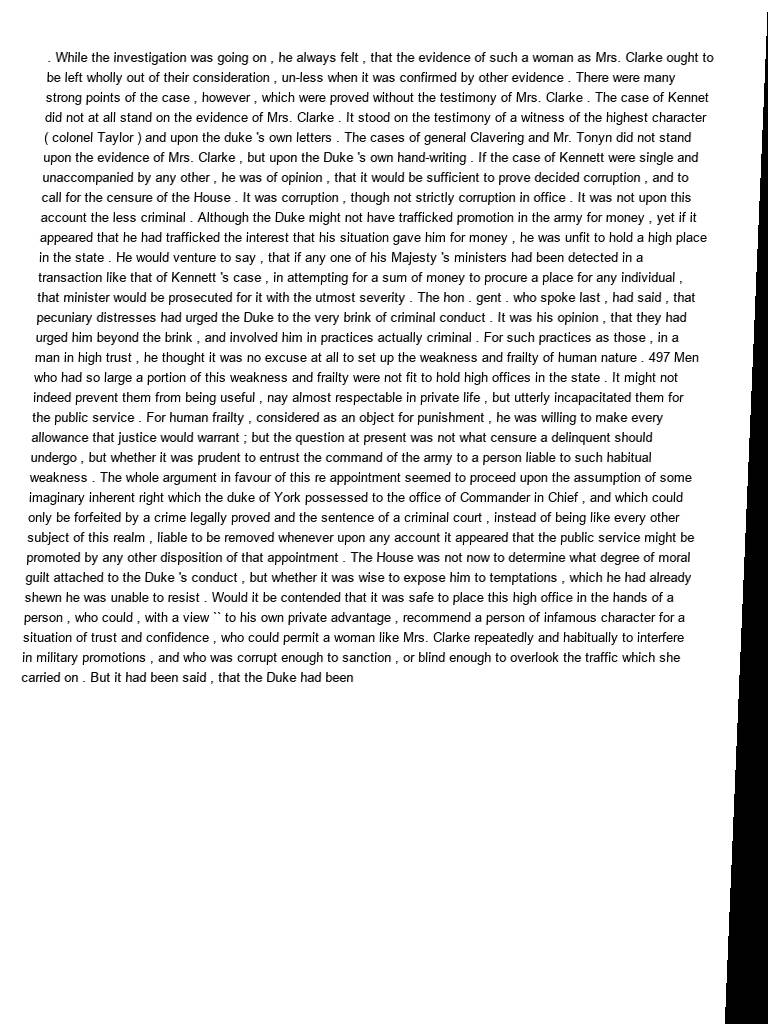 . While the investigation was going on , he always felt , that the evidence of such a woman as Mrs. Clarke ought to
be left wholly out of their consideration , un-less when it was confirmed by other evidence . There were many
strong points of the case , however , which were proved without the testimony of Mrs. Clarke . The case of Kennet
did not at all stand on the evidence of Mrs. Clarke . It stood on the testimony of a witness of the highest character
( colonel Taylor ) and upon the duke 's own letters . The cases of general Clavering and Mr. Tonyn did not stand
upon the evidence of Mrs. Clarke , but upon the Duke 's own hand-writing . If the case of Kennett were single and
unaccompanied by any other , he was of opinion , that it would be sufficient to prove decided corruption , and to
call for the censure of the House . It was corruption , though not strictly corruption in office . It was not upon this
account the less criminal . Although the Duke might not have trafficked promotion in the army for money , yet if it
appeared that he had trafficked the interest that his situation gave him for money , he was unfit to hold a high place
in the state . He would venture to say , that if any one of his Majesty 's ministers had been detected in a
transaction like that of Kennett 's case , in attempting for a sum of money to procure a place for any individual ,
that minister would be prosecuted for it with the utmost severity . The hon . gent . who spoke last , had said , that
pecuniary distresses had urged the Duke to the very brink of criminal conduct . It was his opinion , that they had
urged him beyond the brink , and involved him in practices actually criminal . For such practices as those , in a
man in high trust , he thought it was no excuse at all to set up the weakness and frailty of human nature . 497 Men
who had so large a portion of this weakness and frailty were not fit to hold high offices in the state . It might not
indeed prevent them from being useful , nay almost respectable in private life , but utterly incapacitated them for
the public service . For human frailty , considered as an object for punishment , he was willing to make every
allowance that justice would warrant ; but the question at present was not what censure a delinquent should
undergo , but whether it was prudent to entrust the command of the army to a person liable to such habitual
weakness . The whole argument in favour of this re appointment seemed to proceed upon the assumption of some
imaginary inherent right which the duke of York possessed to the office of Commander in Chief , and which could
only be forfeited by a crime legally proved and the sentence of a criminal court , instead of being like every other
subject of this realm , liable to be removed whenever upon any account it appeared that the public service might be
promoted by any other disposition of that appointment . The House was not now to determine what degree of moral
guilt attached to the Duke 's conduct , but whether it was wise to expose him to temptations , which he had already
shewn he was unable to resist . Would it be contended that it was safe to place this high office in the hands of a
person , who could , with a view `` to his own private advantage , recommend a person of infamous character for a
situation of trust and confidence , who could permit a woman like Mrs. Clarke repeatedly and habitually to interfere
in military promotions , and who was corrupt enough to sanction , or blind enough to overlook the traffic which she
carried on . But it had been said , that the Duke had been